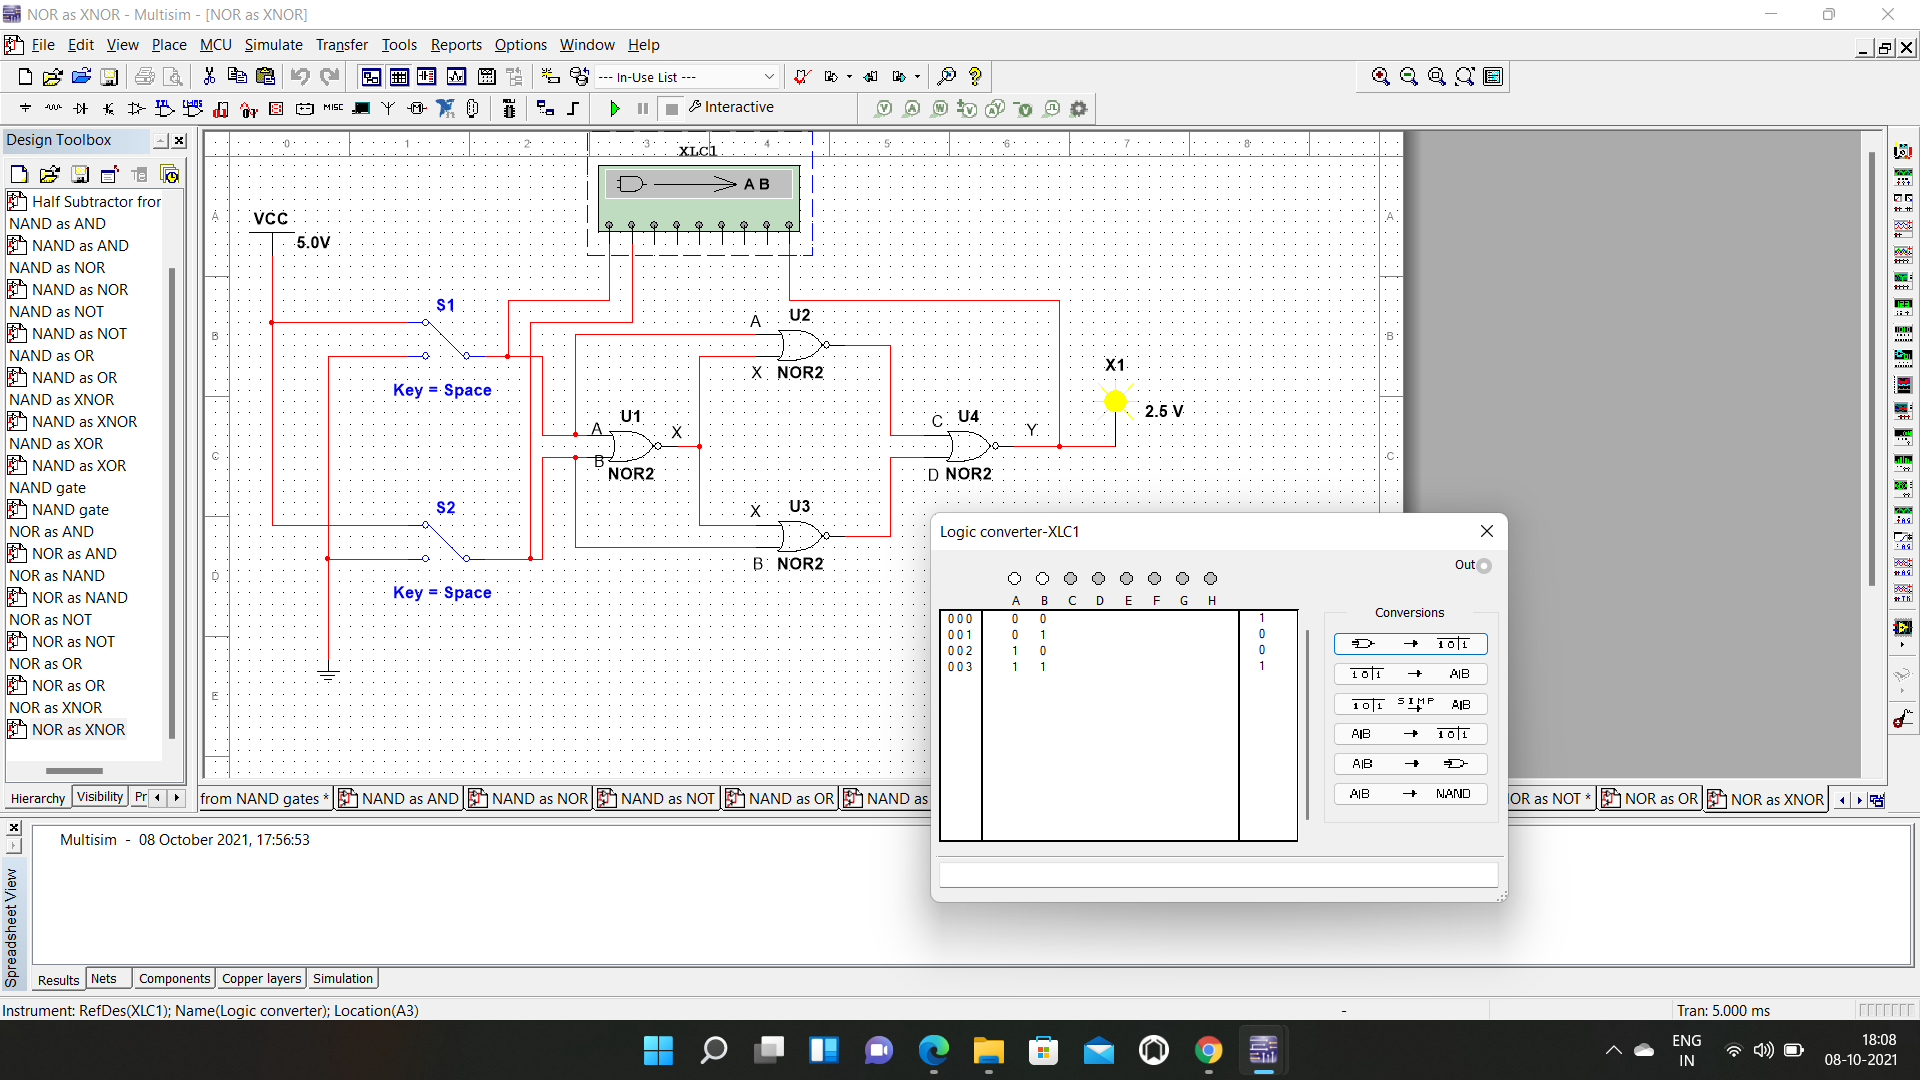 NOR as XNOR - Multisim - [NOR as XNOR]
File Edit View Place MCU Simulate Transfer Tools Reports Options Window Help
--- In-Use List ---
MISC
Interactive
Design Toolbox
Half Subtractor fror
NAND as AND
NAND as AND
NAND as NOR
NAND as NOR
NAND as NOT
NAND as NOT
NAND as OR
NAND as OR
NAND as XNOR
NAND as XNOR
NAND as XOR
NAND as XOR
NAND gate
NAND gate
NOR as AND
NOR as AND
NOR as NAND
NOR as NAND
NOR as NOT
NOR as NOT
NOR as OR
NOR as OR
NOR as XNOR
NOR as XNOR
Hierarchy Visibility Pr
0 1 2 3 4 5 6 7 8
A
B
C
D
E
A
B
C
XLC1
A B
VCC
5.0V
S1
Key = Space
S2
Key = Space
A
U2
X
NOR2
U1
A
X
B
NOR2
X
U3
B
NOR2
C
U4
Y
D
NOR2
X1
2.5 V
Logic converter-XLC1
Out
A B C D E F G H
000 0 0 1
001 0 1 0
002 1 0 0
003 1 1 1
Conversions
→ 1 0|1
1 0|1 → A|B
1 0|1 SIMP A|B
A|B → 1 0|1
A|B →
A|B → NAND
from NAND gates * NAND as AND NAND as NOR NAND as NOT NAND as OR NAND as OR as NOT * NOR as OR NOR as XNOR
Multisim - 08 October 2021, 17:56:53
Spreadsheet View
Results Nets Components Copper layers Simulation
Instrument: RefDes(XLC1); Name(Logic converter); Location(A3)
-
Tran: 5.000 ms
ENG
IN
18:08
08-10-2021